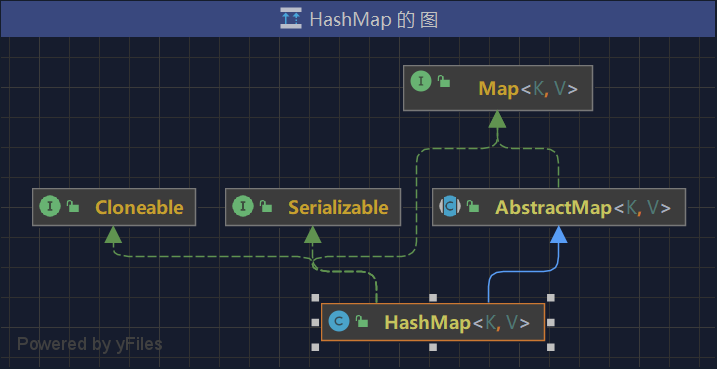 HashMap 的图
I Map<K, V>
I Cloneable
I Serializable
C AbstractMap<K, V>
C HashMap<K, V>
Powered by yFiles